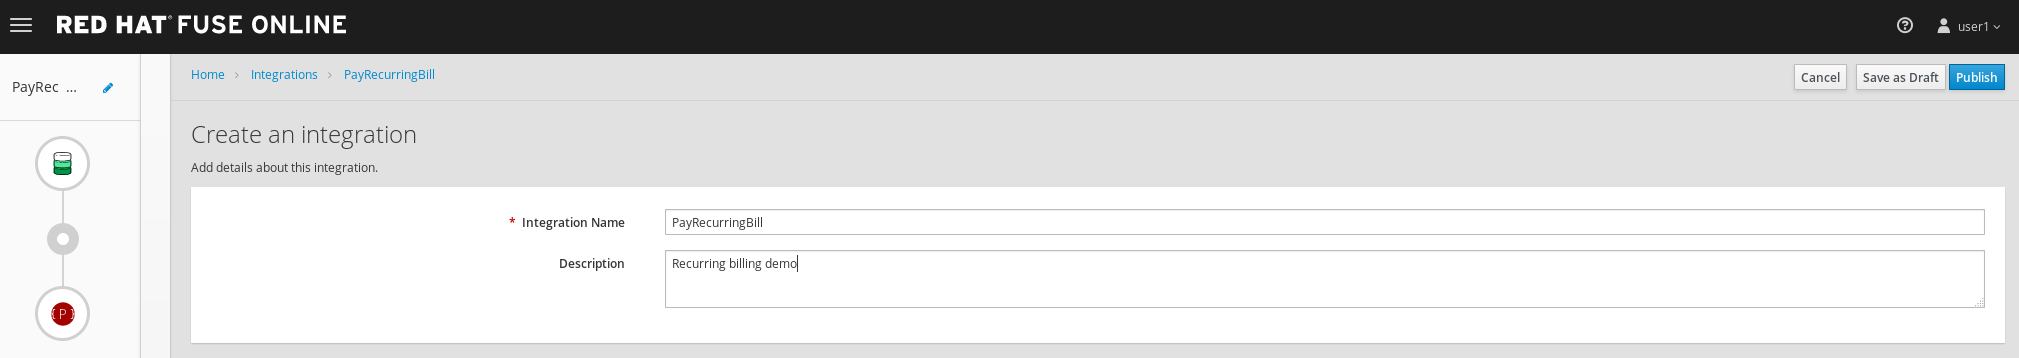 RED HAT® FUSE ONLINE
user1
PayRec ...
Home > Integrations > PayRecurringBill
Cancel
Save as Draft
Publish
Create an integration
Add details about this integration.
* Integration Name
PayRecurringBill
Description
Recurring billing demo
{ P }